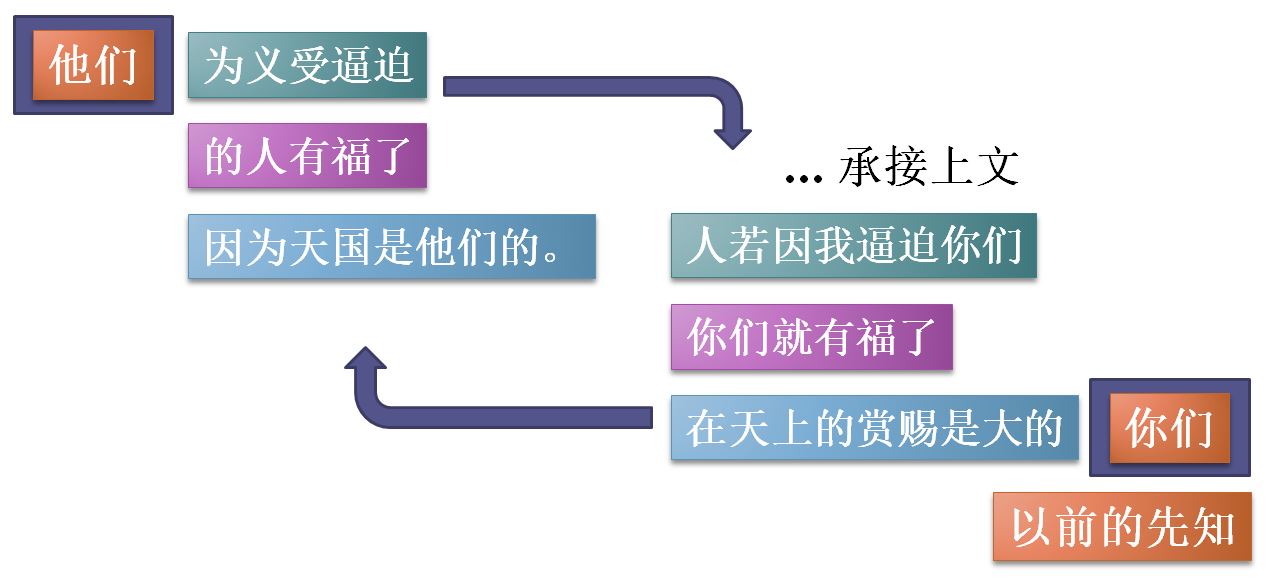 他们
为义受逼迫
的人有福了
因为天国是他们的。
... 承接上文
人若因我逼迫你们
你们就有福了
在天上的赏赐是大的
你们
以前的先知